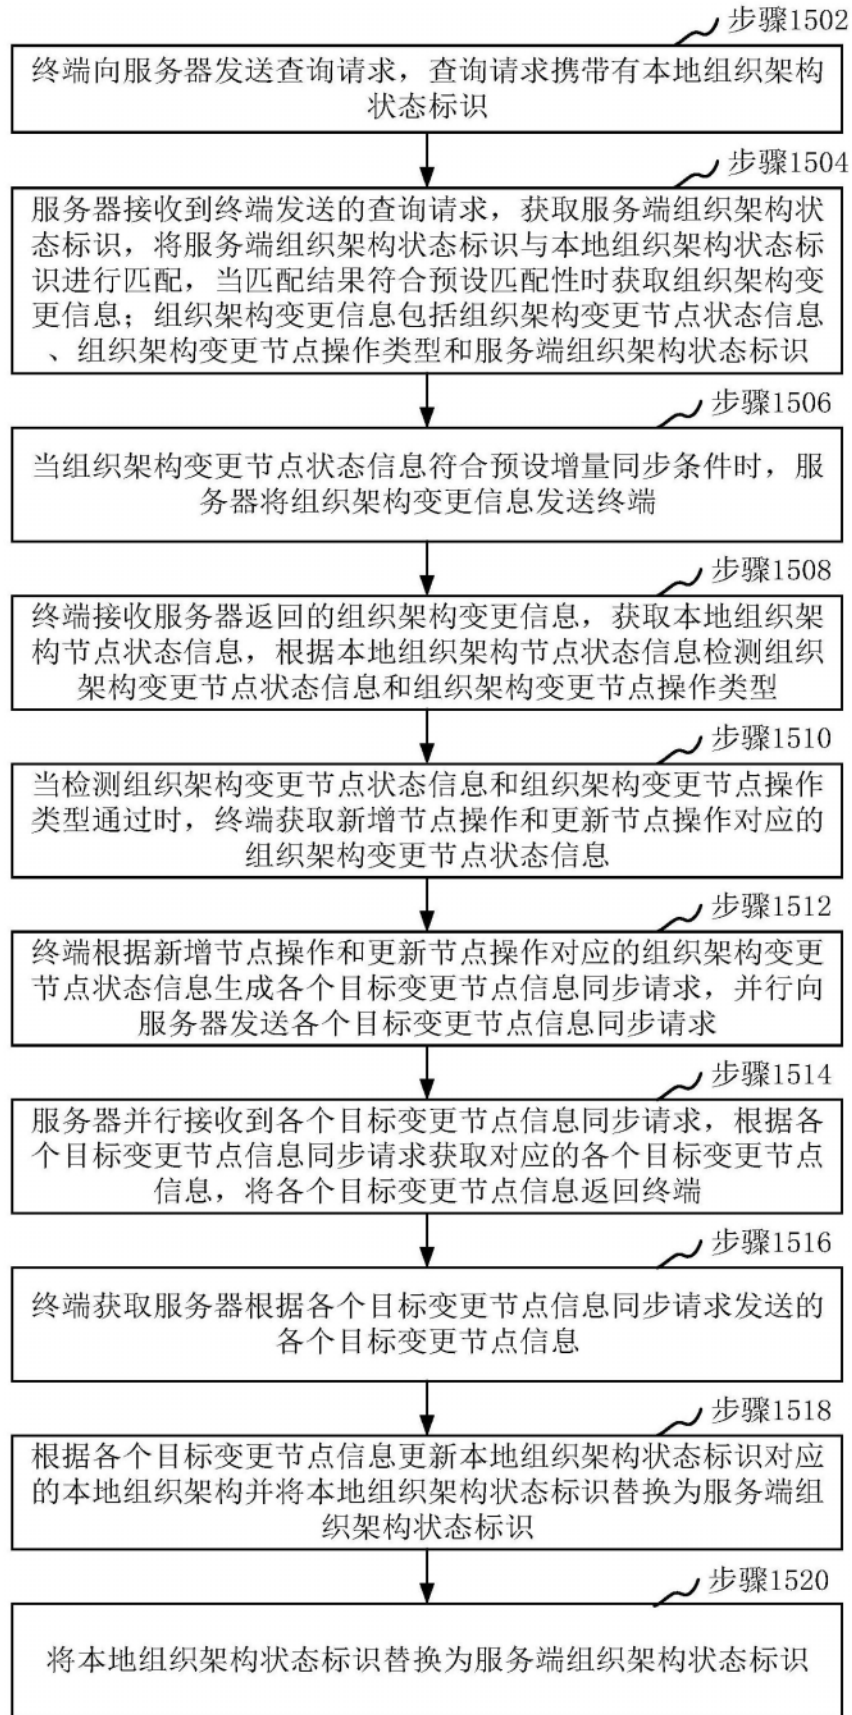 步骤1502
终端向服务器发送查询请求，查询请求携带有本地组织架构
状态标识
步骤1504
服务器接收到终端发送的查询请求，获取服务端组织架构状
态标识，将服务端组织架构状态标识与本地组织架构状态标
识进行匹配，当匹配结果符合预设匹配性时获取组织架构变
更信息；组织架构变更信息包括组织架构变更节点状态信息
、组织架构变更节点操作类型和服务端组织架构状态标识
步骤1506
当组织架构变更节点状态信息符合预设增量同步条件时，服
务器将组织架构变更信息发送终端
步骤1508
终端接收服务器返回的组织架构变更信息，获取本地组织架
构节点状态信息，根据本地组织架构节点状态信息检测组织
架构变更节点状态信息和组织架构变更节点操作类型
步骤1510
当检测组织架构变更节点状态信息和组织架构变更节点操作
类型通过时，终端获取新增节点操作和更新节点操作对应的
组织架构变更节点状态信息
步骤1512
终端根据新增节点操作和更新节点操作对应的组织架构变更
节点状态信息生成各个目标变更节点信息同步请求，并行向
服务器发送各个目标变更节点信息同步请求
步骤1514
服务器并行接收到各个目标变更节点信息同步请求，根据各
个目标变更节点信息同步请求获取对应的各个目标变更节点
信息，将各个目标变更节点信息返回终端
步骤1516
终端获取服务器根据各个目标变更节点信息同步请求发送的
各个目标变更节点信息
步骤1518
根据各个目标变更节点信息更新本地组织架构状态标识对应
的本地组织架构并将本地组织架构状态标识替换为服务端组
织架构状态标识
步骤1520
将本地组织架构状态标识替换为服务端组织架构状态标识